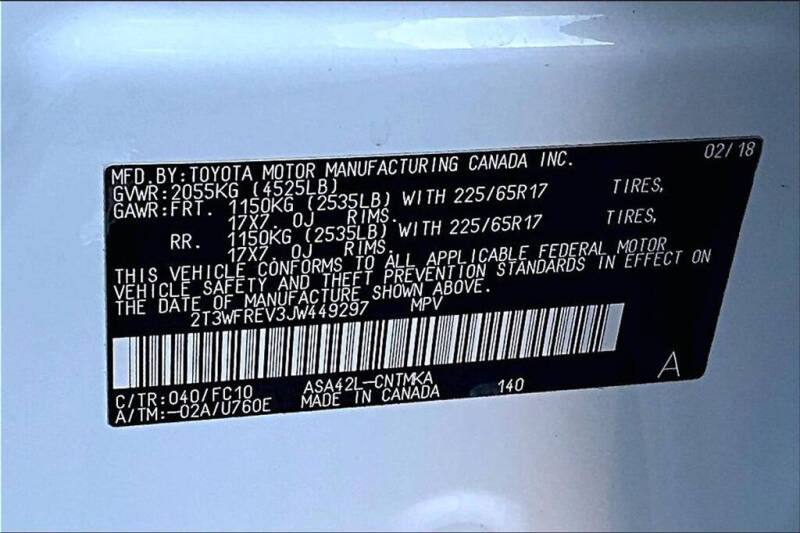 MFD.BY:TOYOTA MOTOR MANUFACTURING CANADA INC. 02/18
GVWR:2055KG (4525LB)
GAWR:FRT. 1150KG (2535LB) WITH 225/65R17 TIRES,
17X7. 0J RIMS.
RR. 1150KG (2535LB) WITH 225/65R17 TIRES,
17X7. 0J RIMS.
THIS VEHICLE CONFORMS TO ALL APPLICABLE FEDERAL MOTOR
VEHICLE SAFETY AND THEFT PREVENTION STANDARDS IN EFFECT ON
THE DATE OF MANUFACTURE SHOWN ABOVE.
2T3WFREV3JW449297 MPV
C/TR:040/FC10 ASA42L-CNTMKA 140 A
A/TM:-02A/U760E MADE IN CANADA